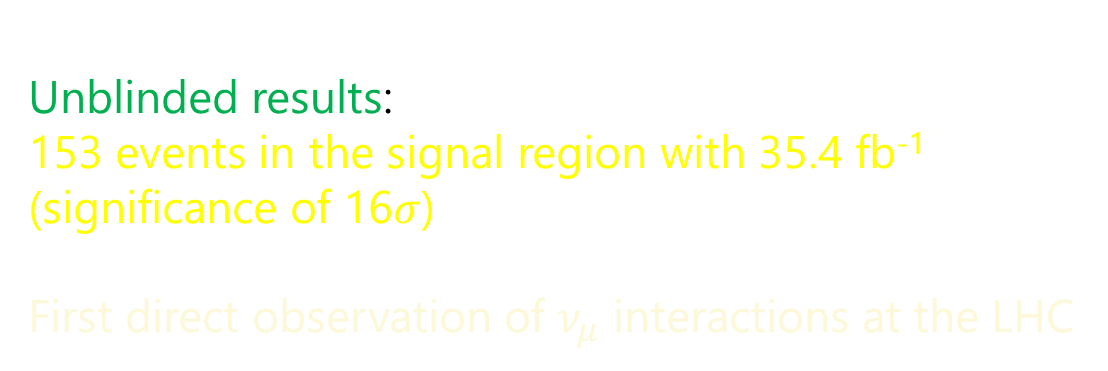 Unblinded results:
153 events in the signal region with 35.4 fb⁻¹
(significance of 16σ)
First direct observation of ν_μ interactions at the LHC